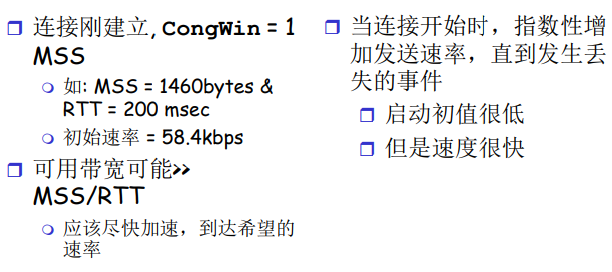 连接刚建立, CongWin = 1
MSS
如: MSS = 1460bytes &
RTT = 200 msec
初始速率 = 58.4kbps
可用带宽可能>>
MSS/RTT
应该尽快加速，到达希望的
速率
当连接开始时，指数性增
加发送速率，直到发生丢
失的事件
启动初值很低
但是速度很快